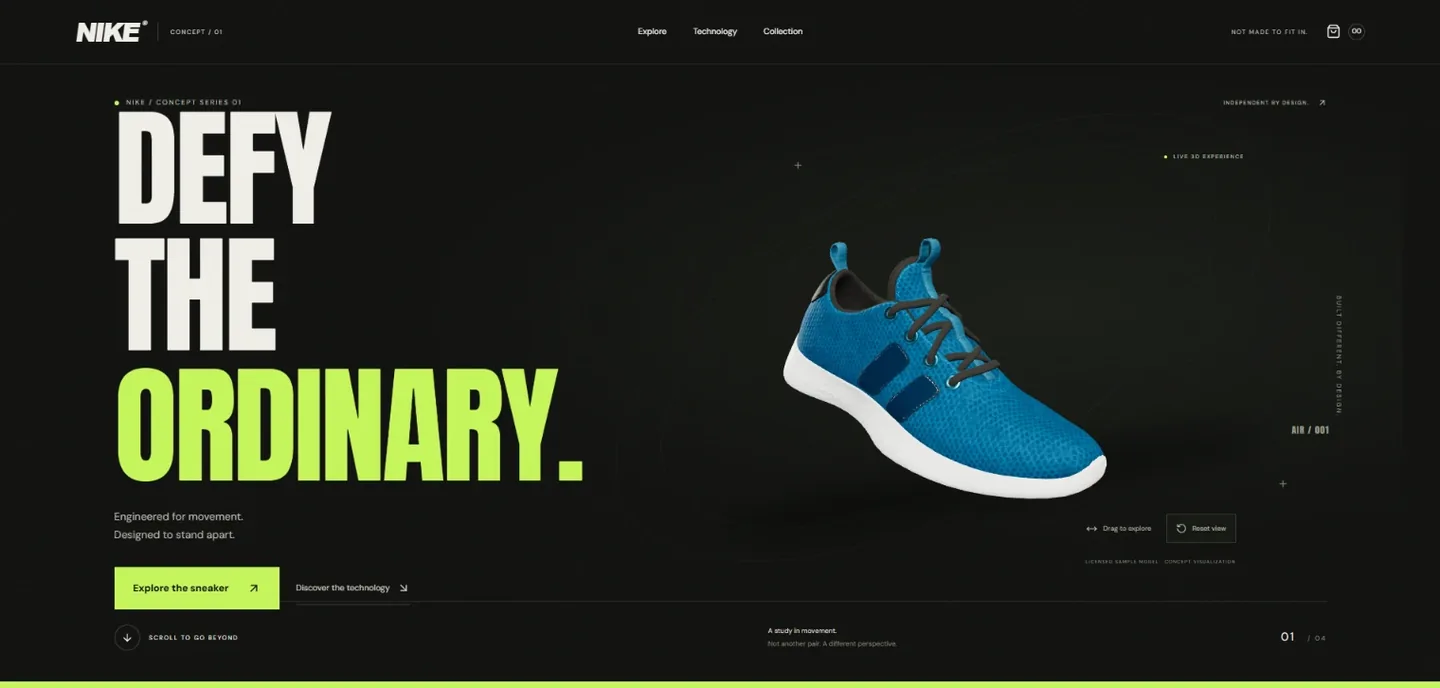 NIKE®
CONCEPT / 01
Explore
Technology
Collection
NOT MADE TO FIT IN.
00
NIKE / CONCEPT SERIES 01
INDEPENDENT BY DESIGN.
DEFY
THE
ORDINARY.
LIVE 3D EXPERIENCE
BUILT DIFFERENT. BY DESIGN.
AIR / 001
Engineered for movement.
Designed to stand apart.
Drag to explore
Reset view
LICENSED SAMPLE MODEL · CONCEPT VISUALIZATION
Explore the sneaker
Discover the technology
SCROLL TO GO BEYOND
A study in movement.
Not another pair. A different perspective.
01 / 04